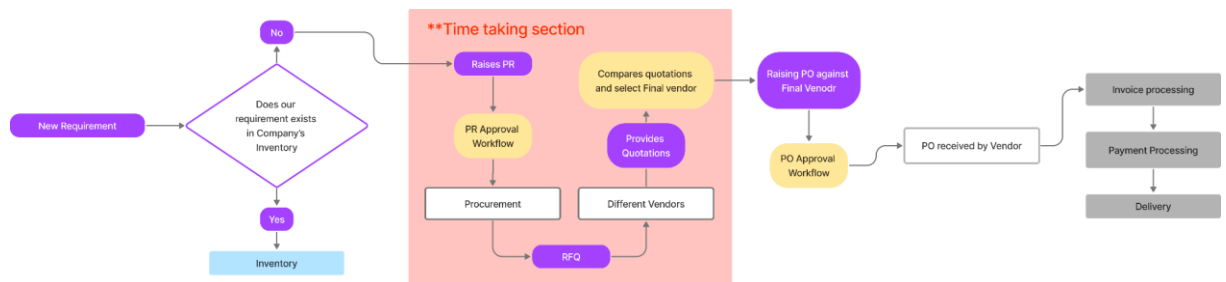 New Requirement
Does our
requirement exists
in Company's
Inventory
No
Yes
Inventory
**Time taking section
Raises PR
PR Approval
Workflow
Procurement
RFQ
Different Vendors
Provides
Quotations
Compares quotations
and select Final vendor
Raising PO against
Final Venodr
PO Approval
Workflow
PO received by Vendor
Invoice processing
Payment Processing
Delivery